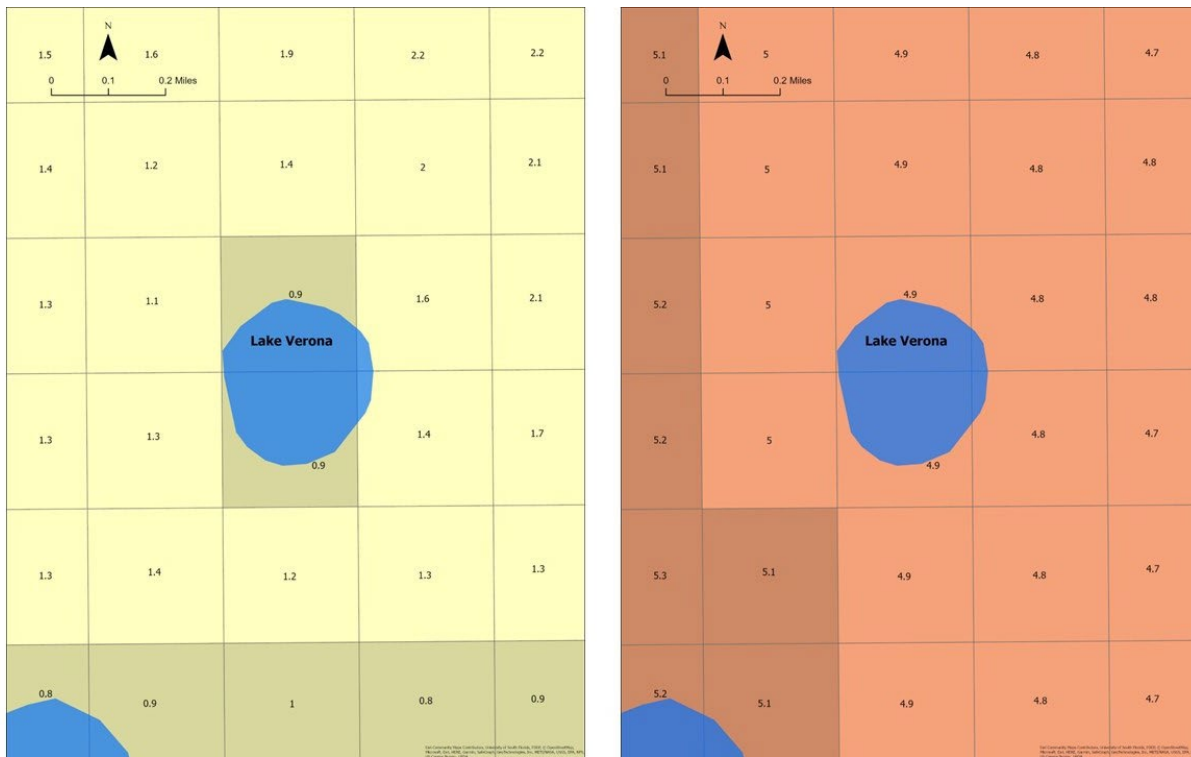 N
0 0.1 0.2 Miles
1.5 1.6 1.9 2.2 2.2
1.4 1.2 1.4 2 2.1
1.3 1.1 0.9 1.6 2.1
Lake Verona
1.3 1.3 0.9 1.4 1.7
1.3 1.4 1.2 1.3 1.3
0.8 0.9 1 0.8 0.9
N
0 0.1 0.2 Miles
5.1 5 4.9 4.8 4.7
5.1 5 4.9 4.8 4.8
5.2 5 4.9 4.8 4.8
Lake Verona
5.2 5 4.9 4.8 4.7
5.3 5.1 4.9 4.8 4.7
5.2 5.1 4.9 4.8 4.7